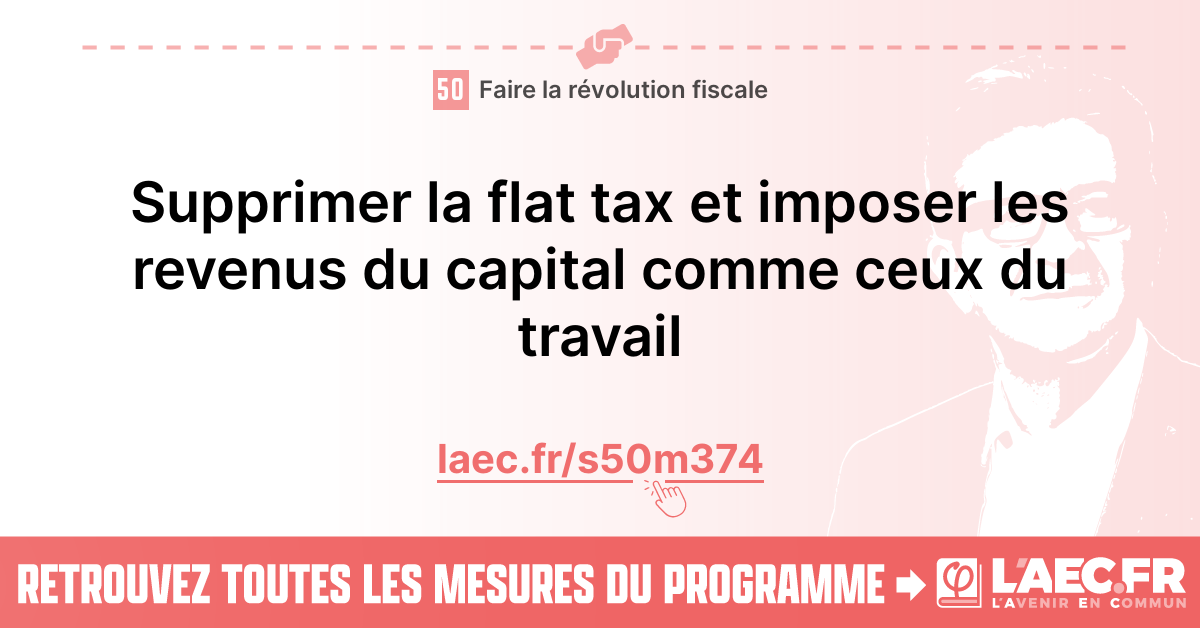 50 Faire la révolution fiscale
Supprimer la flat tax et imposer les
revenus du capital comme ceux du
travail
laec.fr/s50m374
RETROUVEZ TOUTES LES MESURES DU PROGRAMME
φ L'AEC.FR
L'AVENIR EN COMMUN